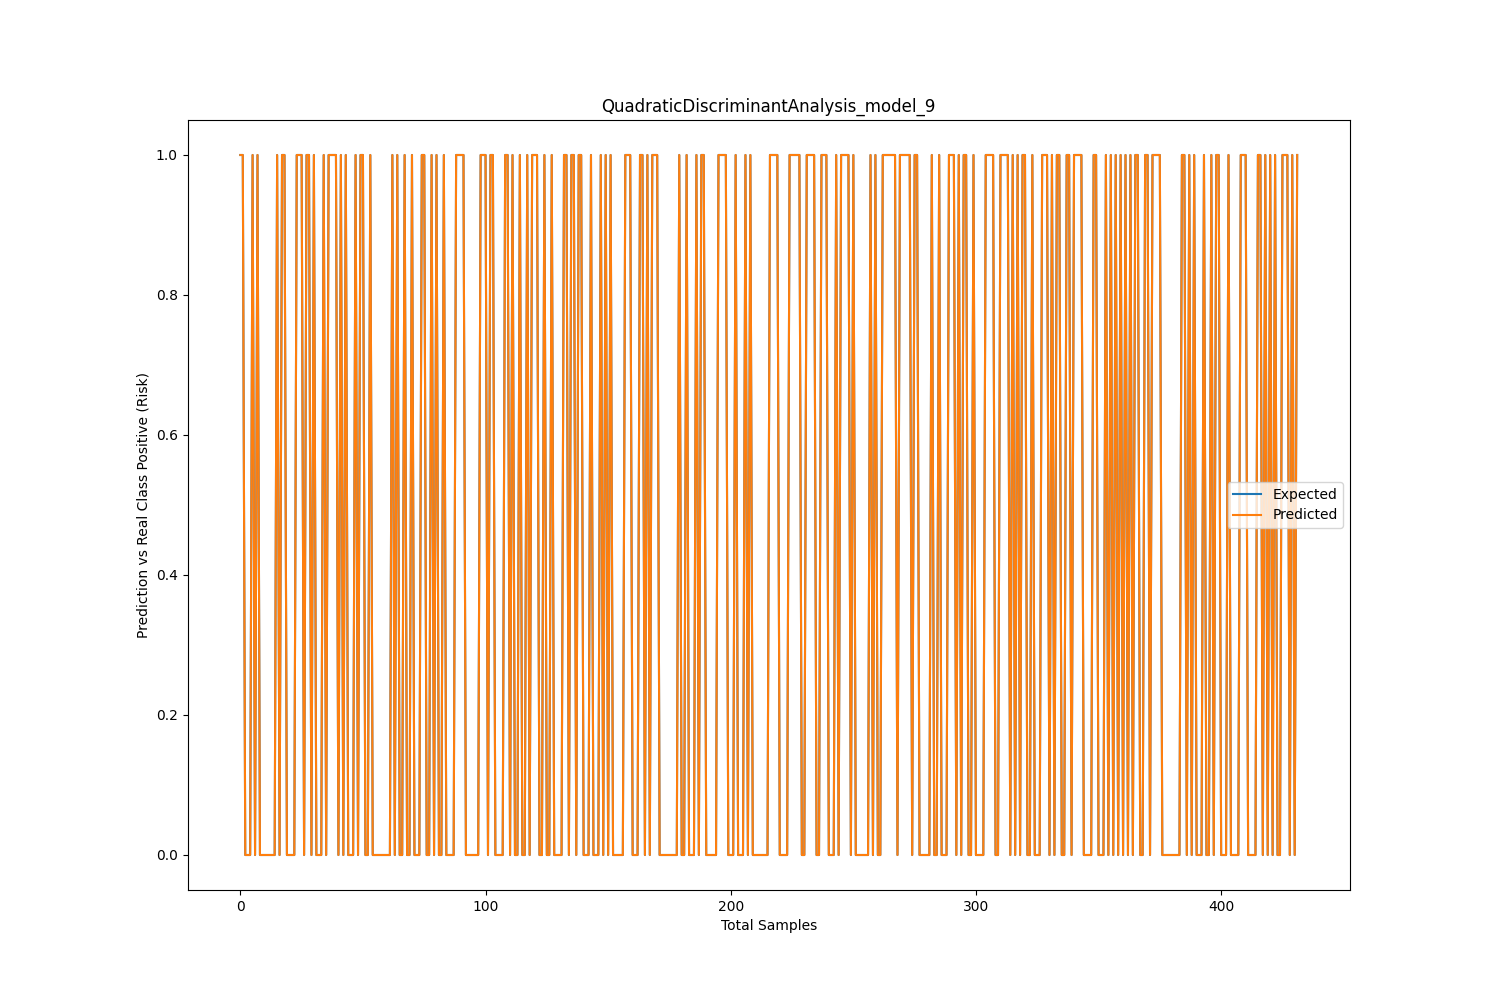 QuadraticDiscriminantAnalysis_model_9
1.0
0.8
0.6
0.4
0.2
0.0
Prediction vs Real Class Positive (Risk)
Expected
Predicted
0 100 200 300 400
Total Samples